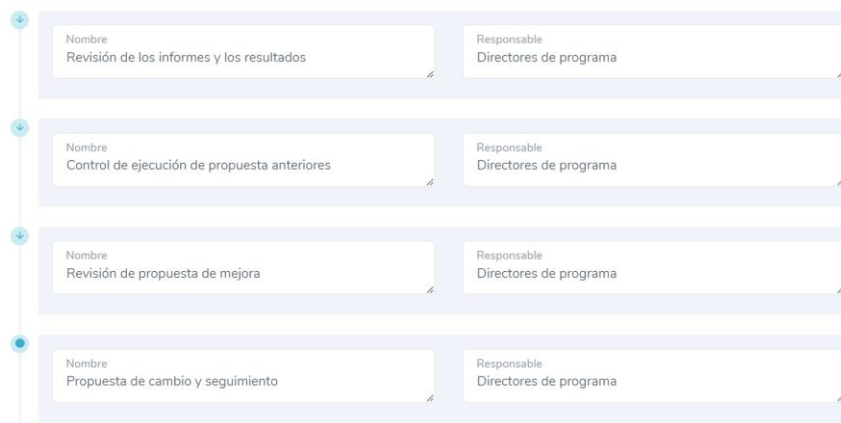 Nombre
Responsable
Revisión de los informes y los resultados
Directores de programa
Nombre
Responsable
Control de ejecución de propuesta anteriores
Directores de programa
Nombre
Responsable
Revisión de propuesta de mejora
Directores de programa
Nombre
Responsable
Propuesta de cambio y seguimiento
Directores de programa